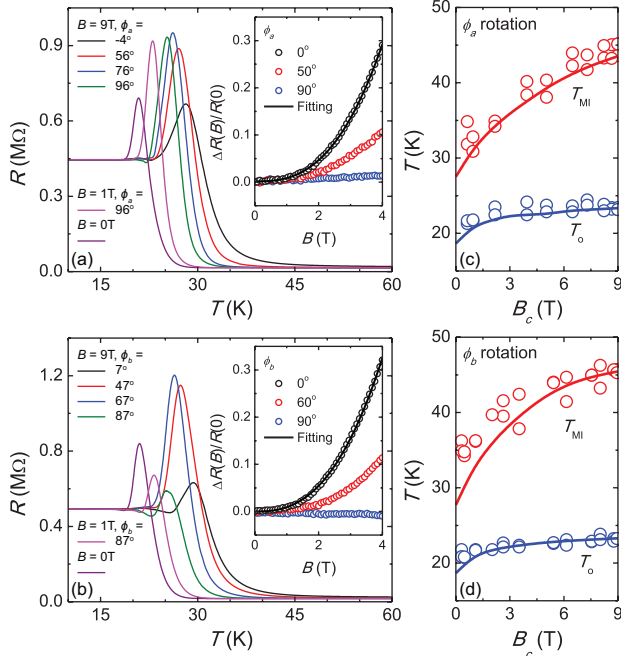 B = 9T, ϕa =
-4°
56°
76°
96°
B = 1T, ϕa =
96°
B = 0T
(a)
R (MΩ)
0.9
0.6
0.3
0.0
15 30 45 60
T (K)
ϕa
0°
50°
90°
Fitting
ΔR(B)/R(0)
0.3
0.2
0.1
0.0
0 2 4
B (T)
ϕa rotation
TMI
To
(c)
T (K)
50
40
30
20
0 3 6 9
Bc (T)
B = 9T, ϕb =
7°
47°
67°
87°
B = 1T, ϕb =
87°
B = 0T
(b)
R (MΩ)
1.2
0.8
0.4
0.0
15 30 45 60
T (K)
ϕb
0°
60°
90°
Fitting
ΔR(B)/R(0)
0.3
0.2
0.1
0.0
0 2 4
B (T)
ϕb rotation
TMI
To
(d)
T (K)
50
40
30
20
0 3 6 9
Bc (T)